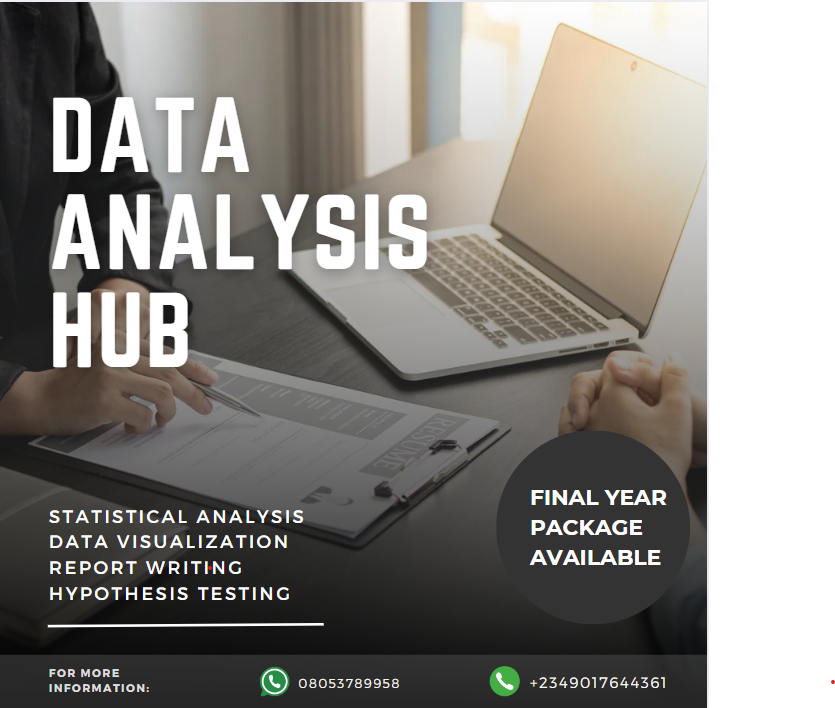 DATA
ANALYSIS
HUB
RESUME
STATISTICAL ANALYSIS
DATA VISUALIZATION
REPORT WRITING
HYPOTHESIS TESTING
FINAL YEAR
PACKAGE
AVAILABLE
FOR MORE
INFORMATION:
08053789958
+2349017644361